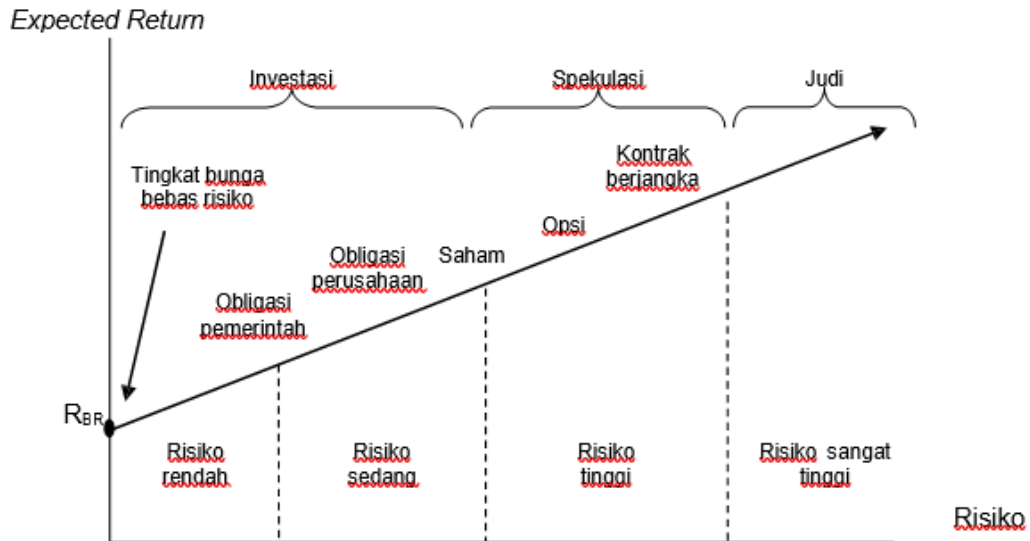 Expected Return
Investasi
Spekulasi
Judi
Tingkat bunga
bebas risiko
Kontrak
berjangka
Opsi
Obligasi
perusahaan
Saham
Obligasi
pemerintah
RBR
Risiko
rendah
Risiko
sedang
Risiko
tinggi
Risiko sangat
tinggi
Risiko